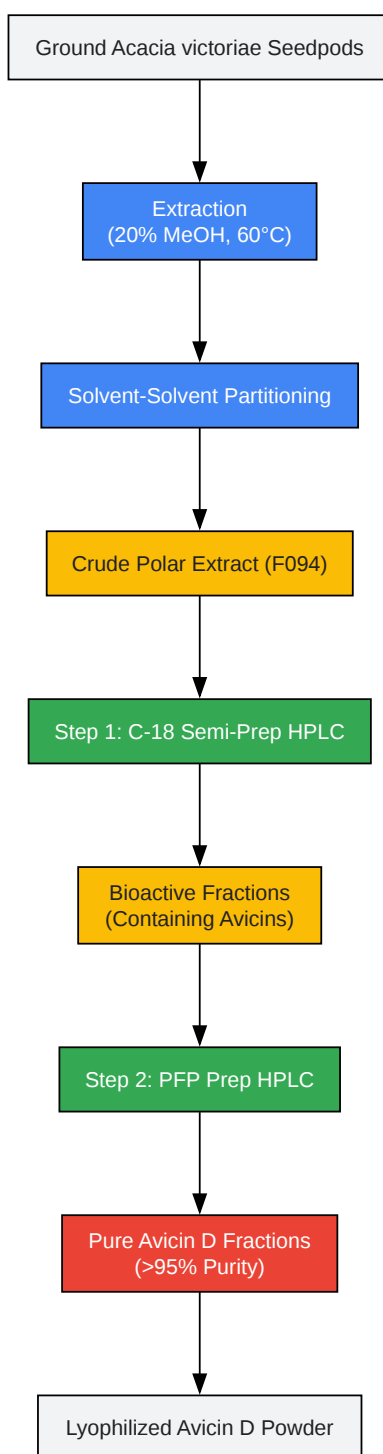 Ground Acacia victoriae Seedpods
Extraction
(20% MeOH, 60°C)
Solvent-Solvent Partitioning
Crude Polar Extract (F094)
Step 1: C-18 Semi-Prep HPLC
Bioactive Fractions
(Containing Avicins)
Step 2: PFP Prep HPLC
Pure Avicin D Fractions
(>95% Purity)
Lyophilized Avicin D Powder